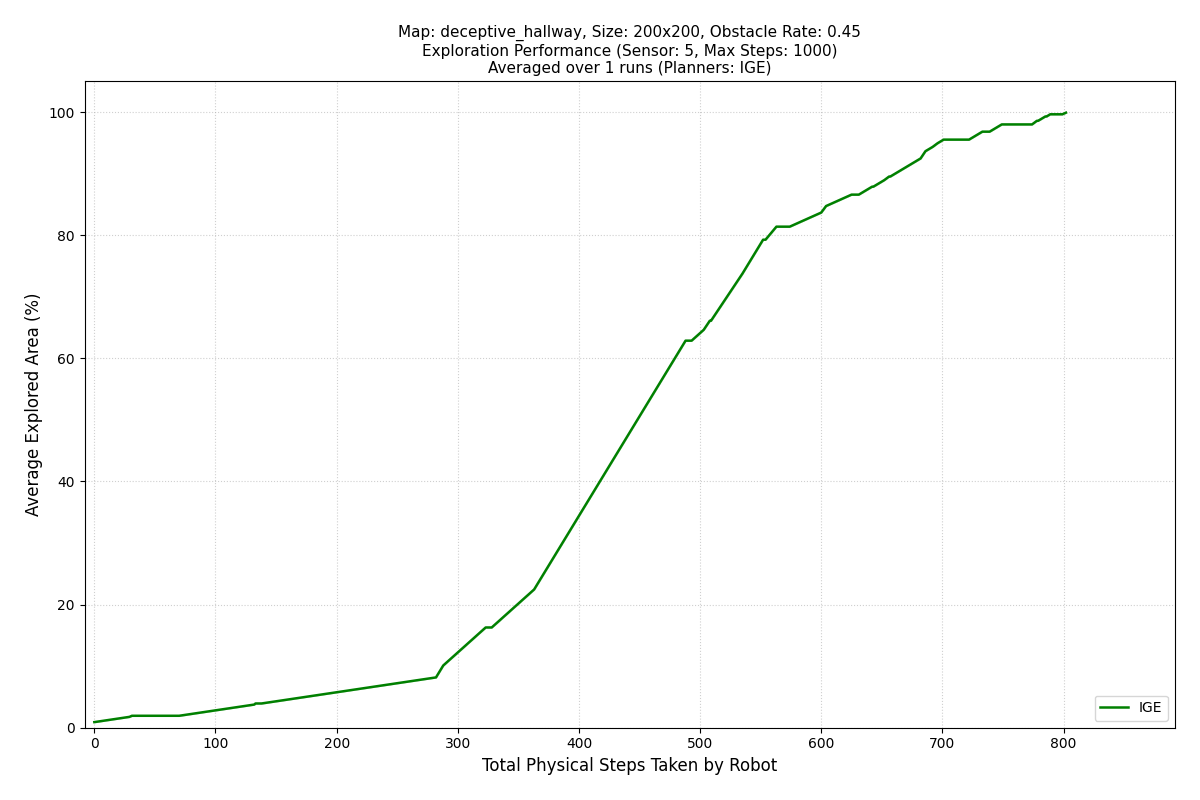 Map: deceptive_hallway, Size: 200x200, Obstacle Rate: 0.45
Exploration Performance (Sensor: 5, Max Steps: 1000)
Averaged over 1 runs (Planners: IGE)
Average Explored Area (%)
100
80
60
40
20
0
0 100 200 300 400 500 600 700 800
Total Physical Steps Taken by Robot
IGE